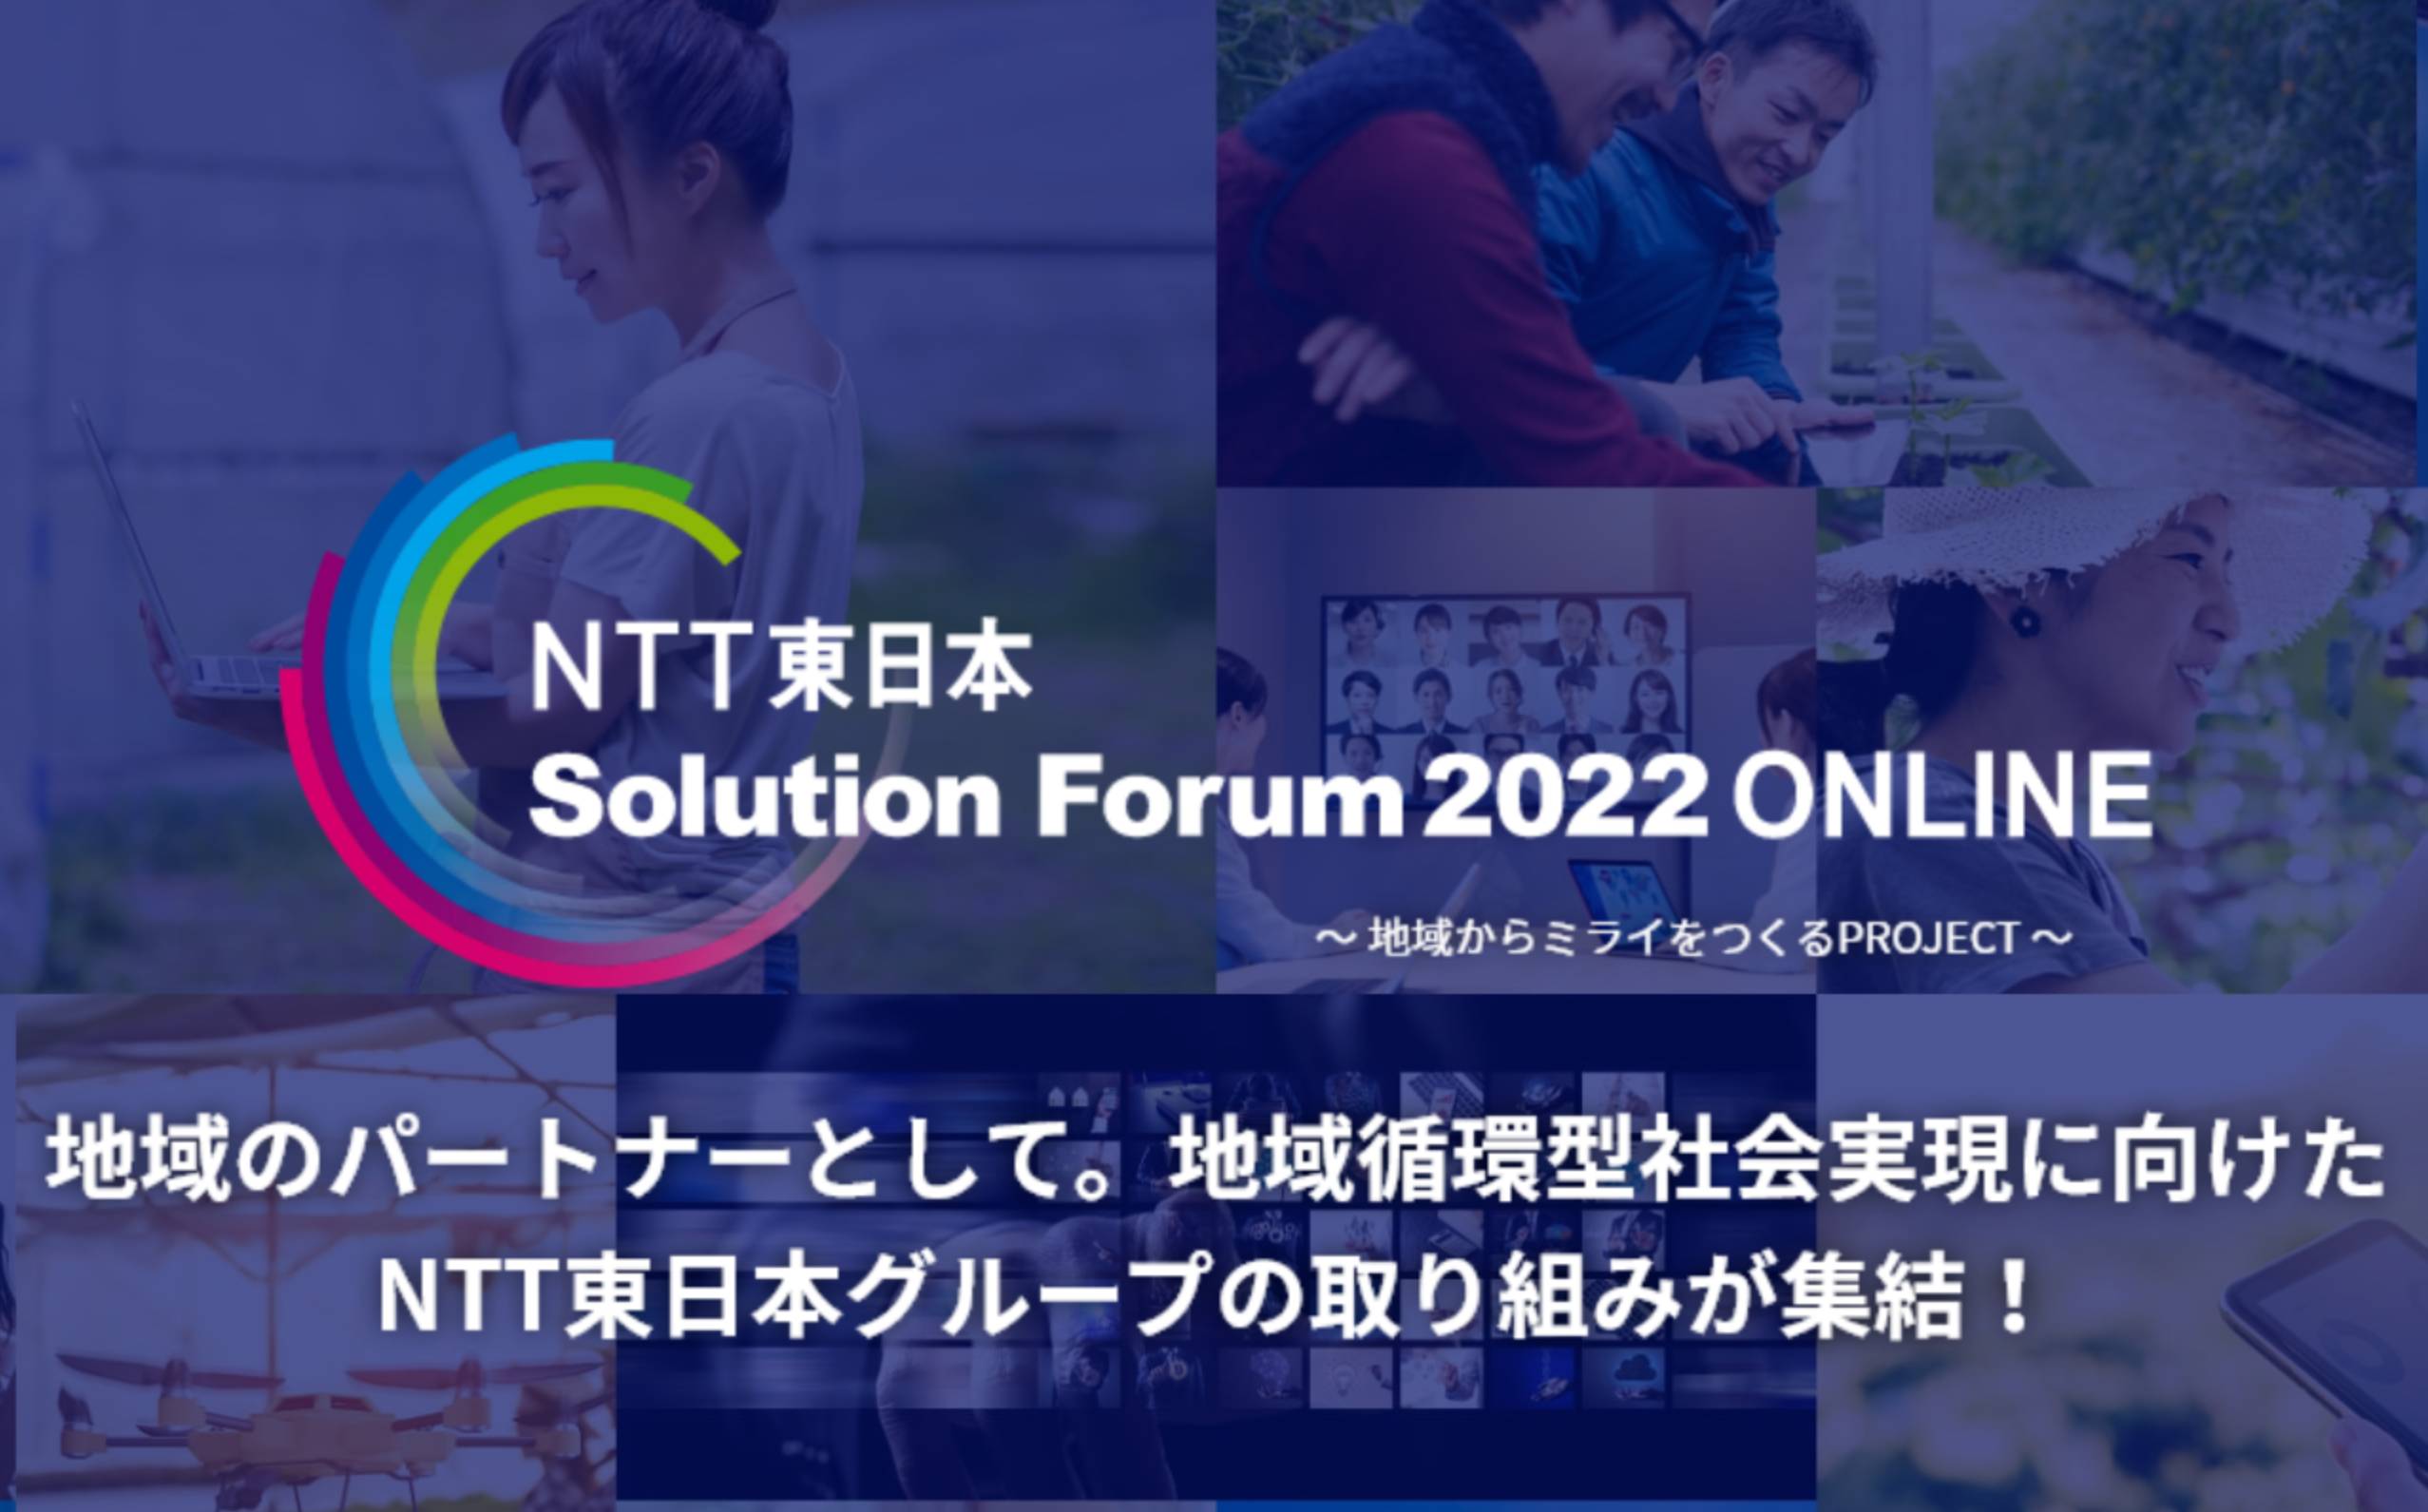 NTT東日本
Solution Forum 2022 ONLINE
～ 地域からミライをつくるPROJECT ～
地域のパートナーとして。地域循環型社会実現に向けた
NTT東日本グループの取り組みが集結！